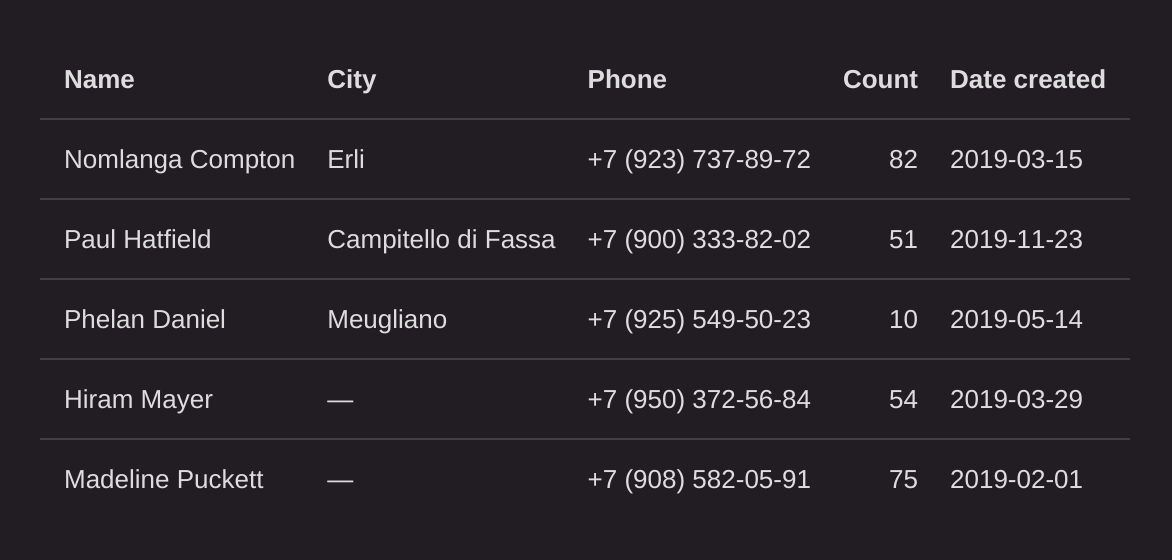 Name City Phone Count Date created
Nomlanga Compton Erli +7 (923) 737-89-72 82 2019-03-15
Paul Hatfield Campitello di Fassa +7 (900) 333-82-02 51 2019-11-23
Phelan Daniel Meugliano +7 (925) 549-50-23 10 2019-05-14
Hiram Mayer — +7 (950) 372-56-84 54 2019-03-29
Madeline Puckett — +7 (908) 582-05-91 75 2019-02-01